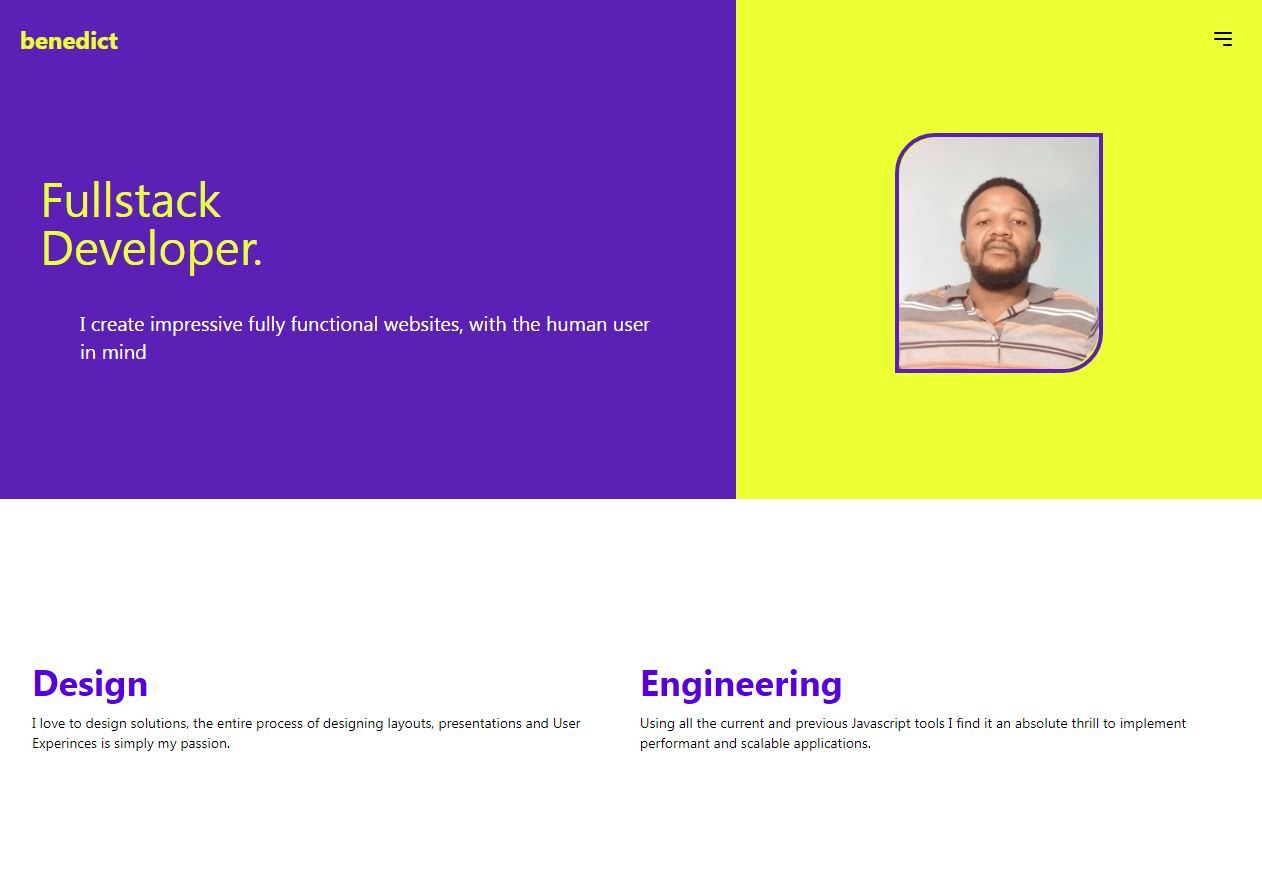 benedict
Fullstack
Developer.
I create impressive fully functional websites, with the human user
in mind
Design
I love to design solutions, the entire process of designing layouts, presentations and User
Experinces is simply my passion.
Engineering
Using all the current and previous Javascript tools I find it an absolute thrill to implement
performant and scalable applications.